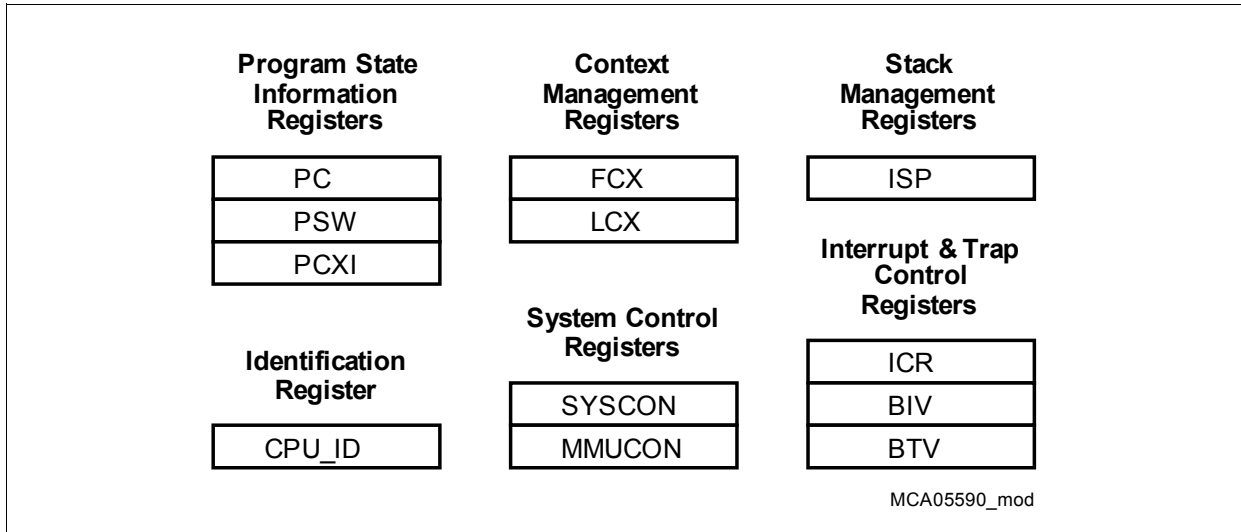 Program State
Information
Registers
PC
PSW
PCXI
Identification
Register
CPU_ID
Context
Management
Registers
FCX
LCX
System Control
Registers
SYSCON
MMUCON
Stack
Management
Registers
ISP
Interrupt & Trap
Control
Registers
ICR
BIV
BTV
MCA05590_mod